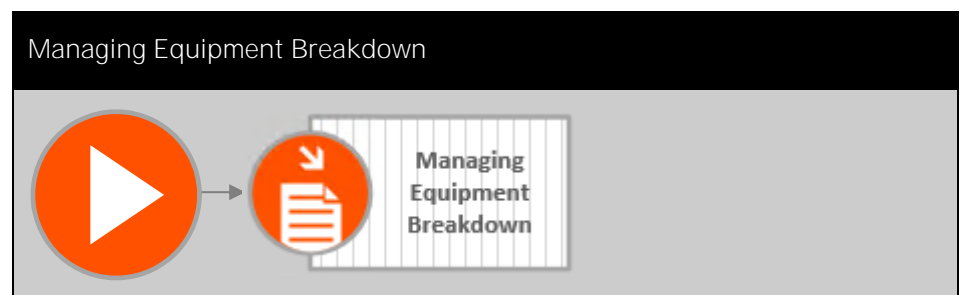 Managing Equipment Breakdown
Managing
Equipment
Breakdown